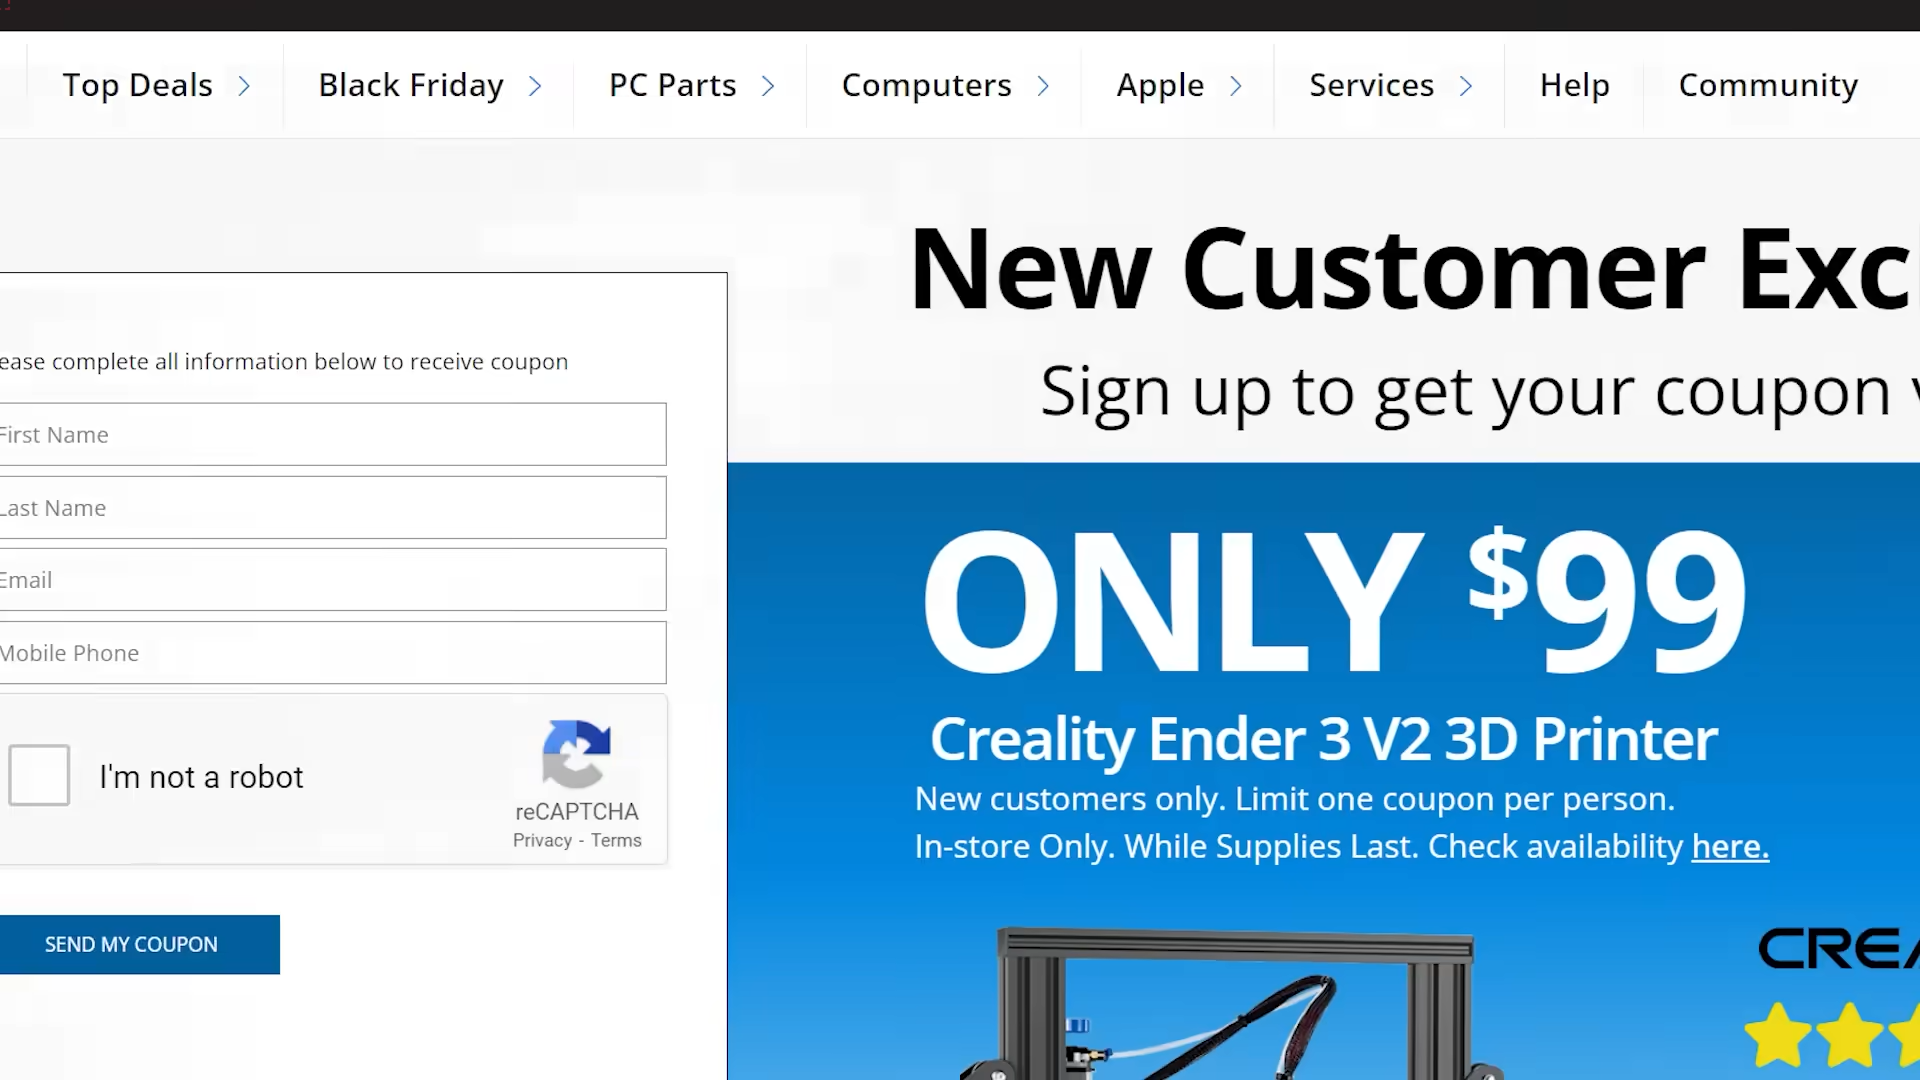 Top Deals
Black Friday
PC Parts
Computers
Apple
Services
Help
Community
New Customer Exc
Sign up to get your coupon
ease complete all information below to receive coupon
First Name
Last Name
Email
Mobile Phone
I'm not a robot
reCAPTCHA
Privacy - Terms
SEND MY COUPON
ONLY $99
Creality Ender 3 V2 3D Printer
New customers only. Limit one coupon per person.
In-store Only. While Supplies Last. Check availability here.
CREA